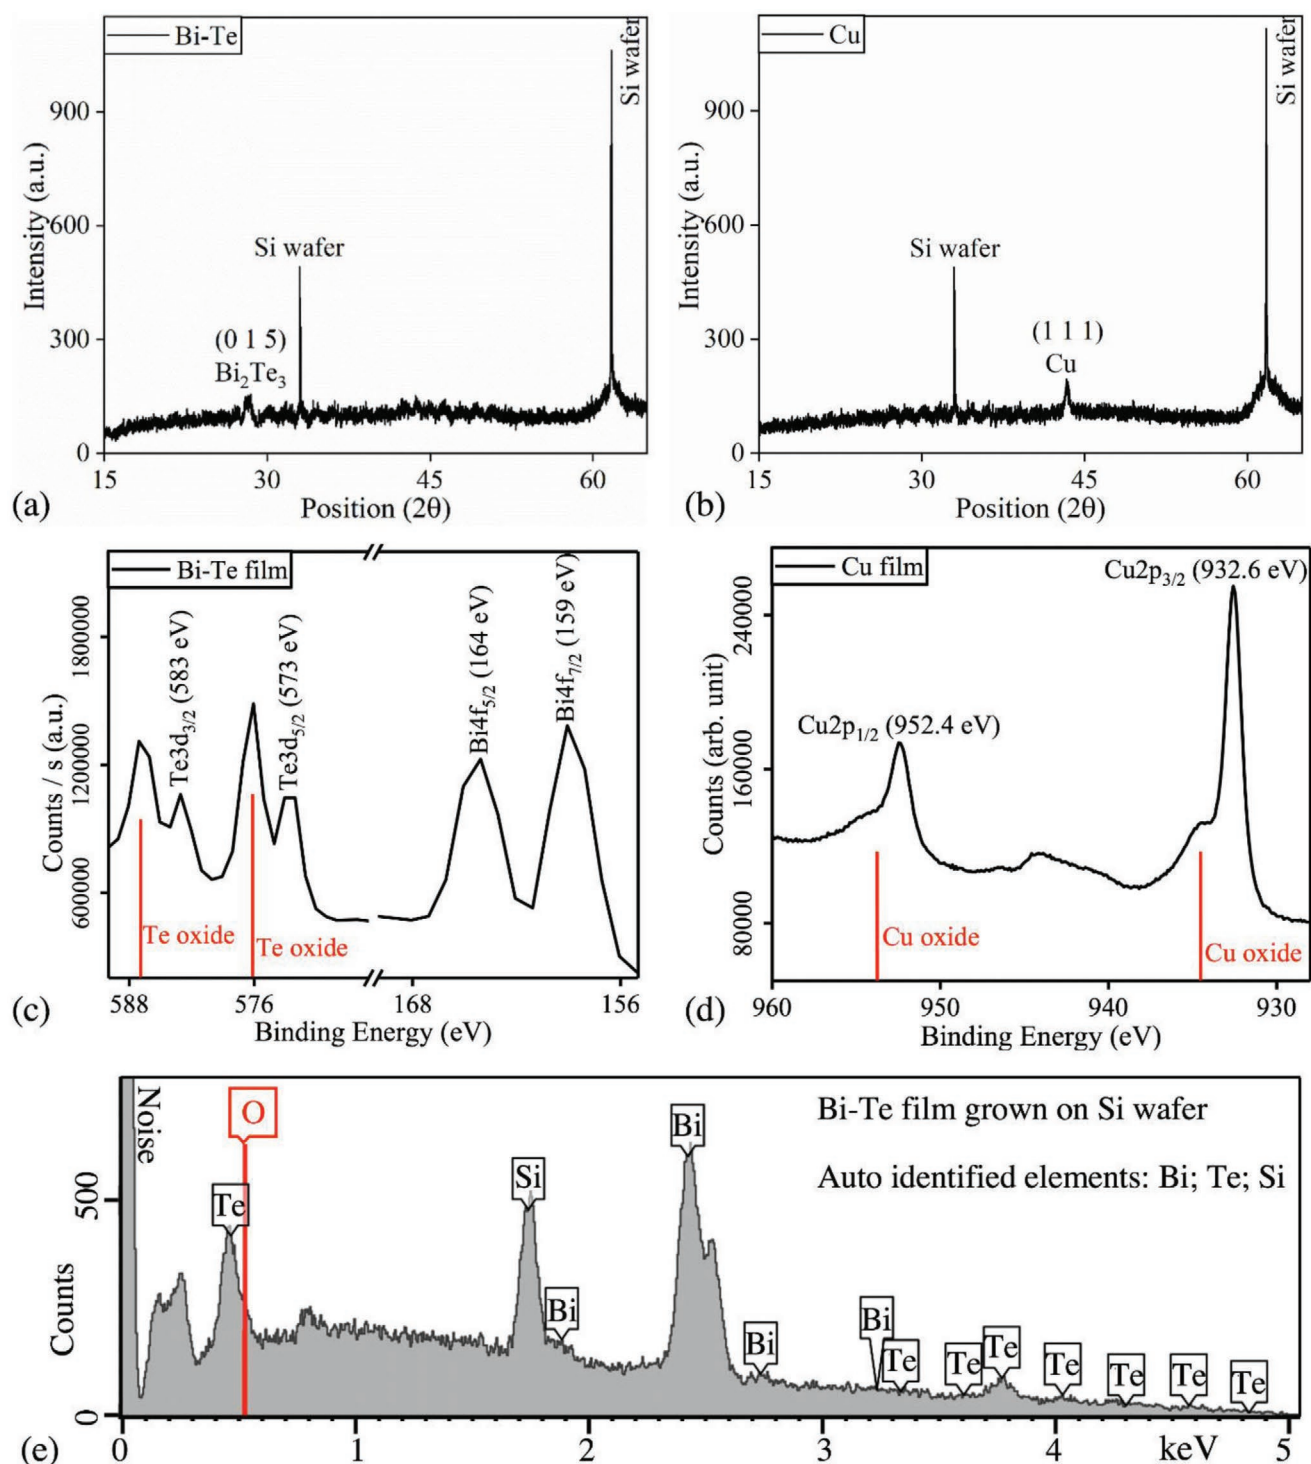 Bi-Te
Si wafer
900
600
300
0
Intensity (a.u.)
Si wafer
(0 1 5)
Bi₂Te₃
15
30
45
60
Position (2θ)
(a)
Cu
Si wafer
900
600
300
0
Intensity (a.u.)
Si wafer
(1 1 1)
Cu
15
30
45
60
Position (2θ)
(b)
Bi-Te film
1800000
1200000
600000
Counts / s (a.u.)
Te3d₃/₂ (583 eV)
Te3d₅/₂ (573 eV)
Bi4f₅/₂ (164 eV)
Bi4f₇/₂ (159 eV)
Te oxide
Te oxide
588
576
168
156
Binding Energy (eV)
(c)
Cu film
Cu2p₃/₂ (932.6 eV)
240000
160000
80000
Counts (arb. unit)
Cu2p₁/₂ (952.4 eV)
Cu oxide
Cu oxide
960
950
940
930
Binding Energy (eV)
(d)
Noise
O
Bi-Te film grown on Si wafer
Auto identified elements: Bi; Te; Si
500
0
Counts
Te
Si
Bi
Bi
Bi
Bi
Te
Te
Te
Te
Te
Te
Te
0
1
2
3
4
keV
5
(e)